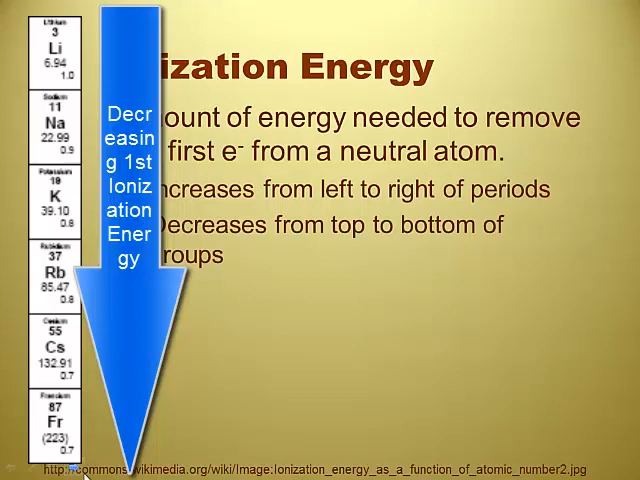 Lithium
3
Li
6.94
1.0
Sodium
11
Na
22.99
0.9
Potassium
19
K
39.10
0.8
Rubidium
37
Rb
85.47
0.8
Cesium
55
Cs
132.91
0.7
Francium
87
Fr
(223)
0.7
Decr
easin
g 1st
Ioniz
ation
Ener
gy
ization Energy
ount of energy needed to remove
first e- from a neutral atom.
ncreases from left to right of periods
Decreases from top to bottom of
roups
http://commons.wikimedia.org/wiki/Image:Ionization_energy_as_a_function_of_atomic_number2.jpg